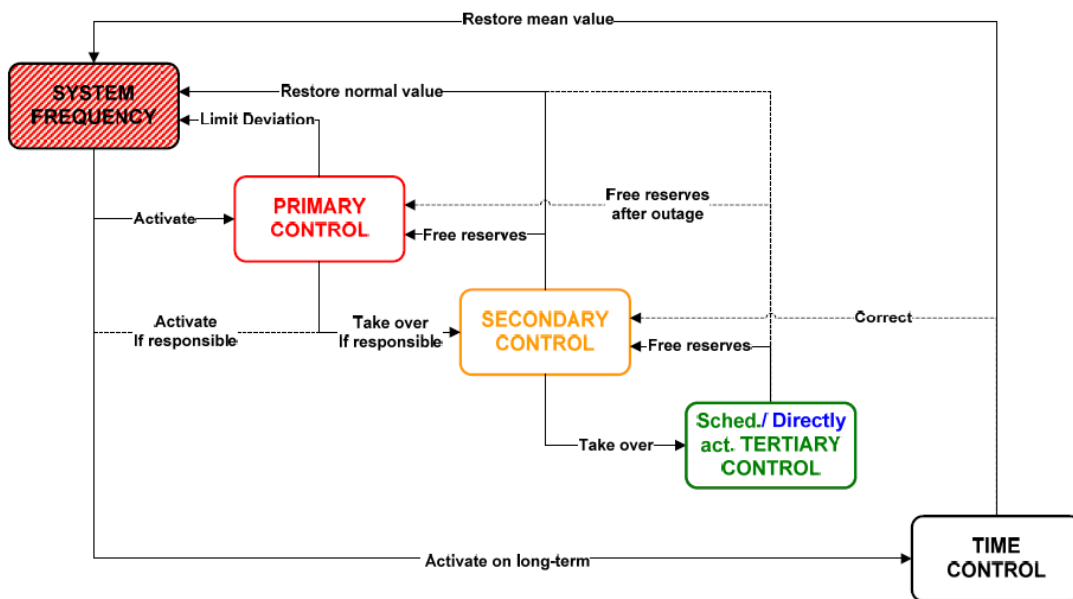 Restore mean value
SYSTEM
FREQUENCY
Restore normal value
Limit Deviation
PRIMARY
CONTROL
Activate
Free reserves
after outage
Free reserves
Activate
If responsible
Take over
If responsible
SECONDARY
CONTROL
Correct
Free reserves
Sched./ Directly
act. TERTIARY
CONTROL
Take over
TIME
CONTROL
Activate on long-term